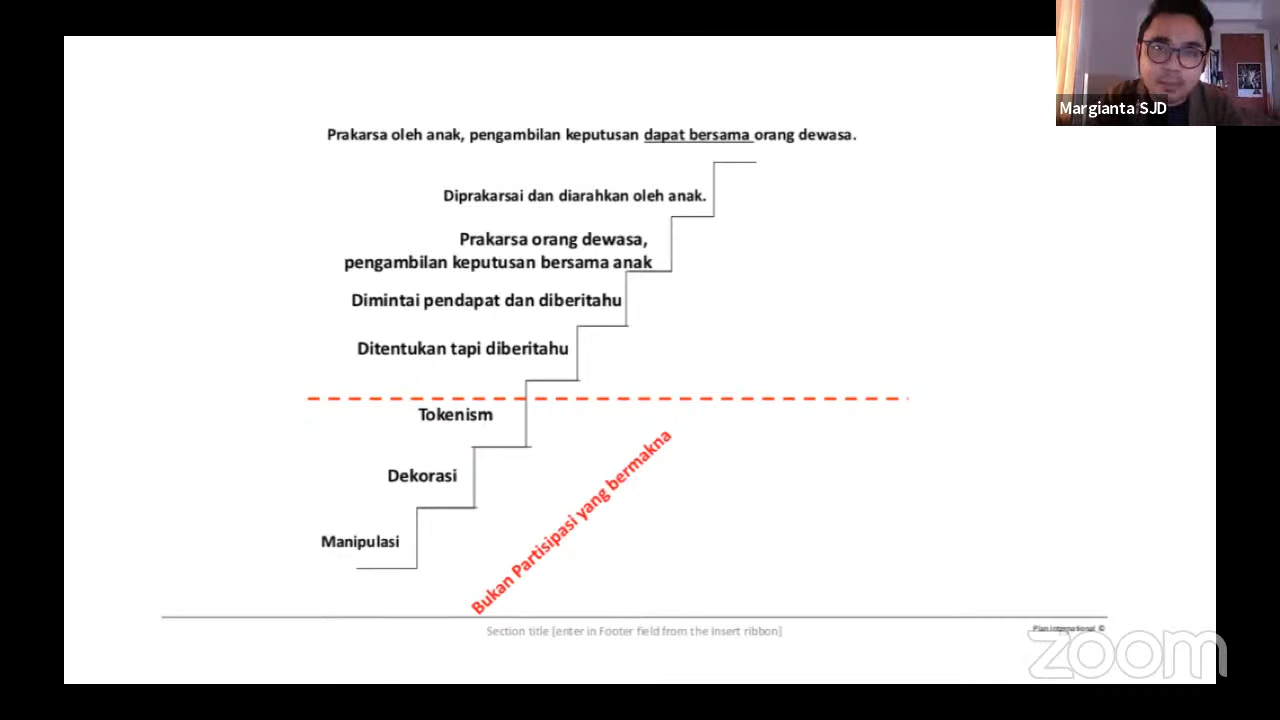 Margianta SJD
Prakarsa oleh anak, pengambilan keputusan dapat bersama orang dewasa.
Diprakarsai dan diarahkan oleh anak.
Prakarsa orang dewasa,
pengambilan keputusan bersama anak
Dimintai pendapat dan diberitahu
Ditentukan tapi diberitahu
Tokenism
Dekorasi
Manipulasi
Bukan Partisipasi yang bermakna
Section title [enter in Footer field from the Insert ribbon]
Plan International ©
zoom